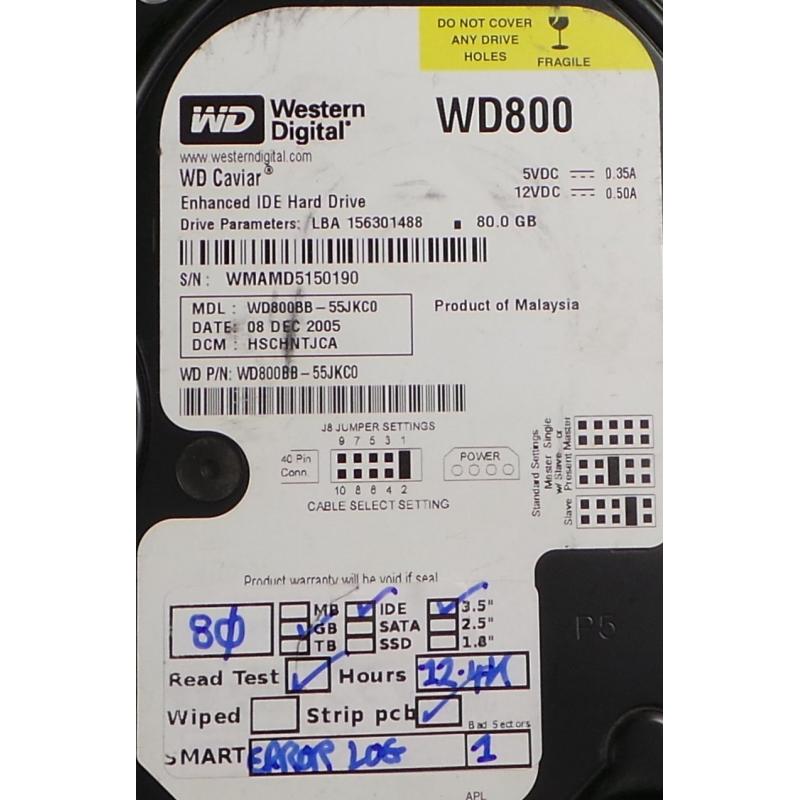 DO NOT COVER
ANY DRIVE
HOLES
FRAGILE
WD Western Digital®
WD800
www.westerndigital.com
WD Caviar®
5VDC 0.35A
12VDC 0.50A
Enhanced IDE Hard Drive
Drive Parameters: LBA 156301488 ■ 80.0 GB
S/N: WMAMD5150190
MDL: WD800BB-55JKC0
Product of Malaysia
DATE: 08 DEC 2005
DCM: HSCHNTJCA
WD P/N: WD800BB-55JKC0
J8 JUMPER SETTINGS
9 7 5 3 1
40 Pin
Conn.
10 8 6 4 2
CABLE SELECT SETTING
POWER
Standard Settings
Master Single
w/ Slave or
Slave Present Master
Product warranty will be void if seal
80 MB IDE 3.5"
GB SATA 2.5"
TB SSD 1.8"
Read Test Hours 12.4K
Wiped Strip pcb
Bad Sectors
SMART ERROR LOG 1
P5
APL